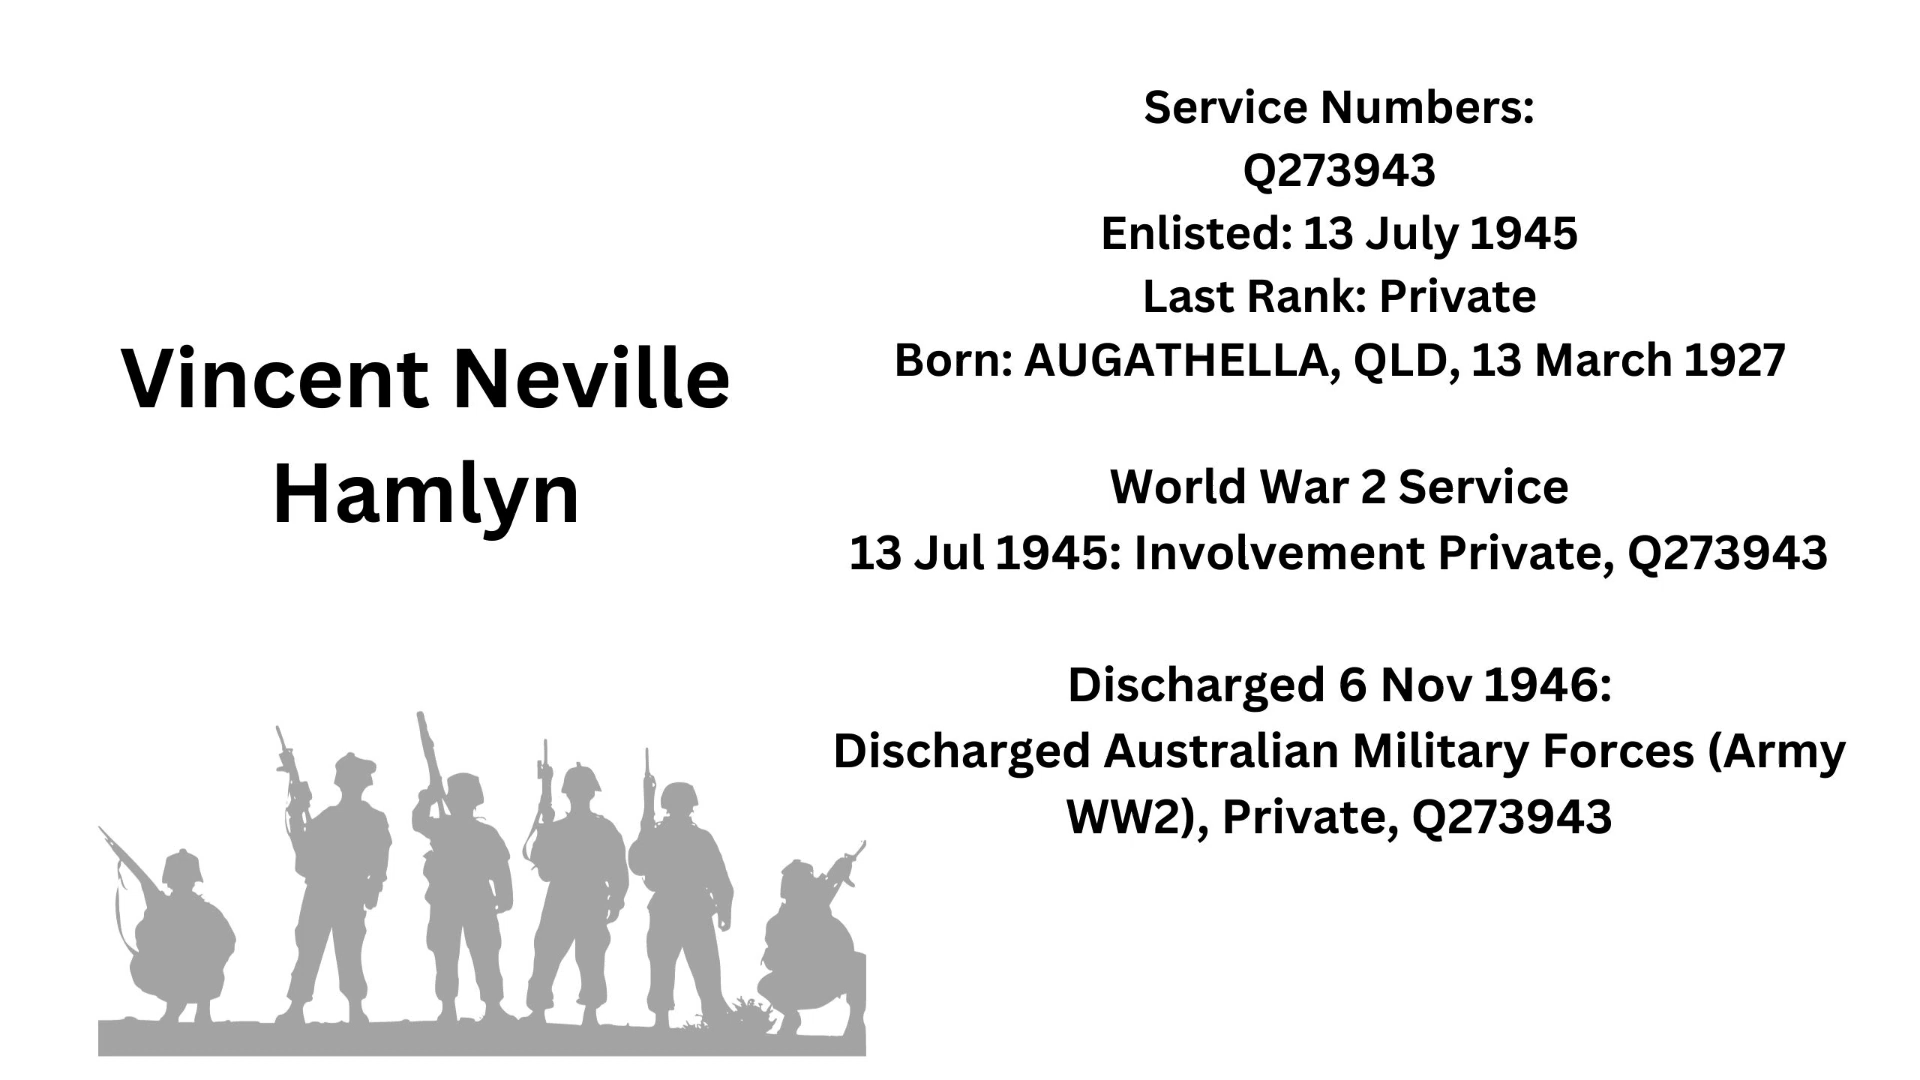 Vincent Neville
Hamlyn
Service Numbers:
Q273943
Enlisted: 13 July 1945
Last Rank: Private
Born: AUGATHELLA, QLD, 13 March 1927
World War 2 Service
13 Jul 1945: Involvement Private, Q273943
Discharged 6 Nov 1946:
Discharged Australian Military Forces (Army
WW2), Private, Q273943